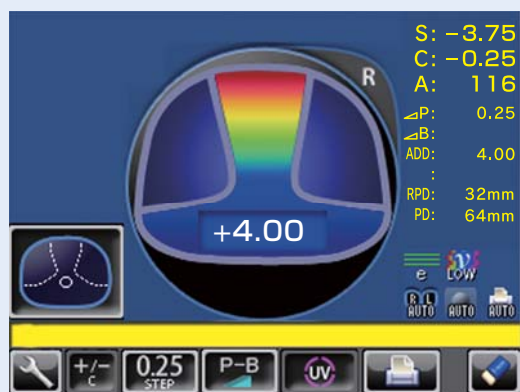 S: -3.75
C: -0.25
A: 116
R
⊿P: 0.25
⊿B:
ADD: 4.00
:
RPD: 32mm
PD: 64mm
+4.00
e
UV
LOW
R L
AUTO
AUTO
AUTO
+/-
C
0.25
STEP
P-B
UV